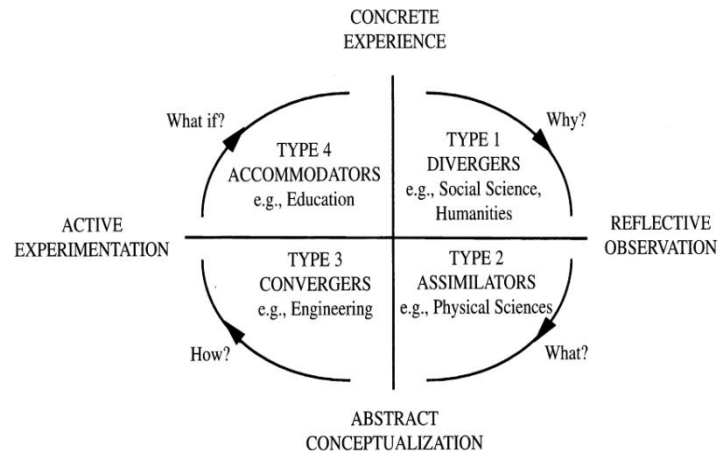 CONCRETE
EXPERIENCE
What if?
Why?
TYPE 4
ACCOMMODATORS
e.g., Education
TYPE 1
DIVERGERS
e.g., Social Science,
Humanities
ACTIVE
EXPERIMENTATION
REFLECTIVE
OBSERVATION
TYPE 3
CONVERGERS
e.g., Engineering
TYPE 2
ASSIMILATORS
e.g., Physical Sciences
How?
What?
ABSTRACT
CONCEPTUALIZATION